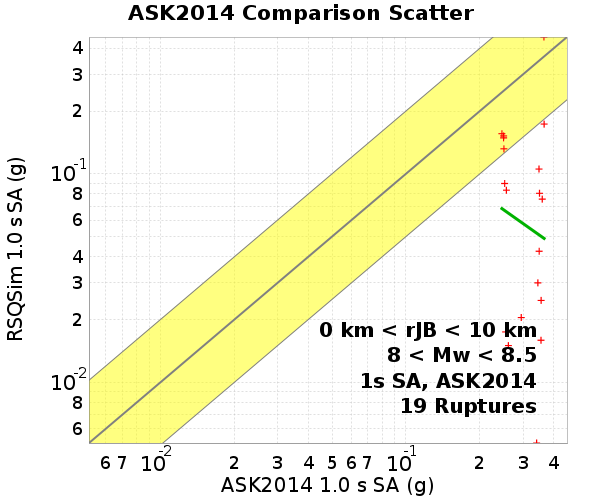 ASK2014 Comparison Scatter
RSQSim 1.0 s SA (g)
4
3
2
10-1
8
6
4
3
2
10-2
8
6
0 km < rJB < 10 km
8 < Mw < 8.5
1s SA, ASK2014
19 Ruptures
6 7 10-2 2 3 4 5 6 7 10-1 2 3 4
ASK2014 1.0 s SA (g)